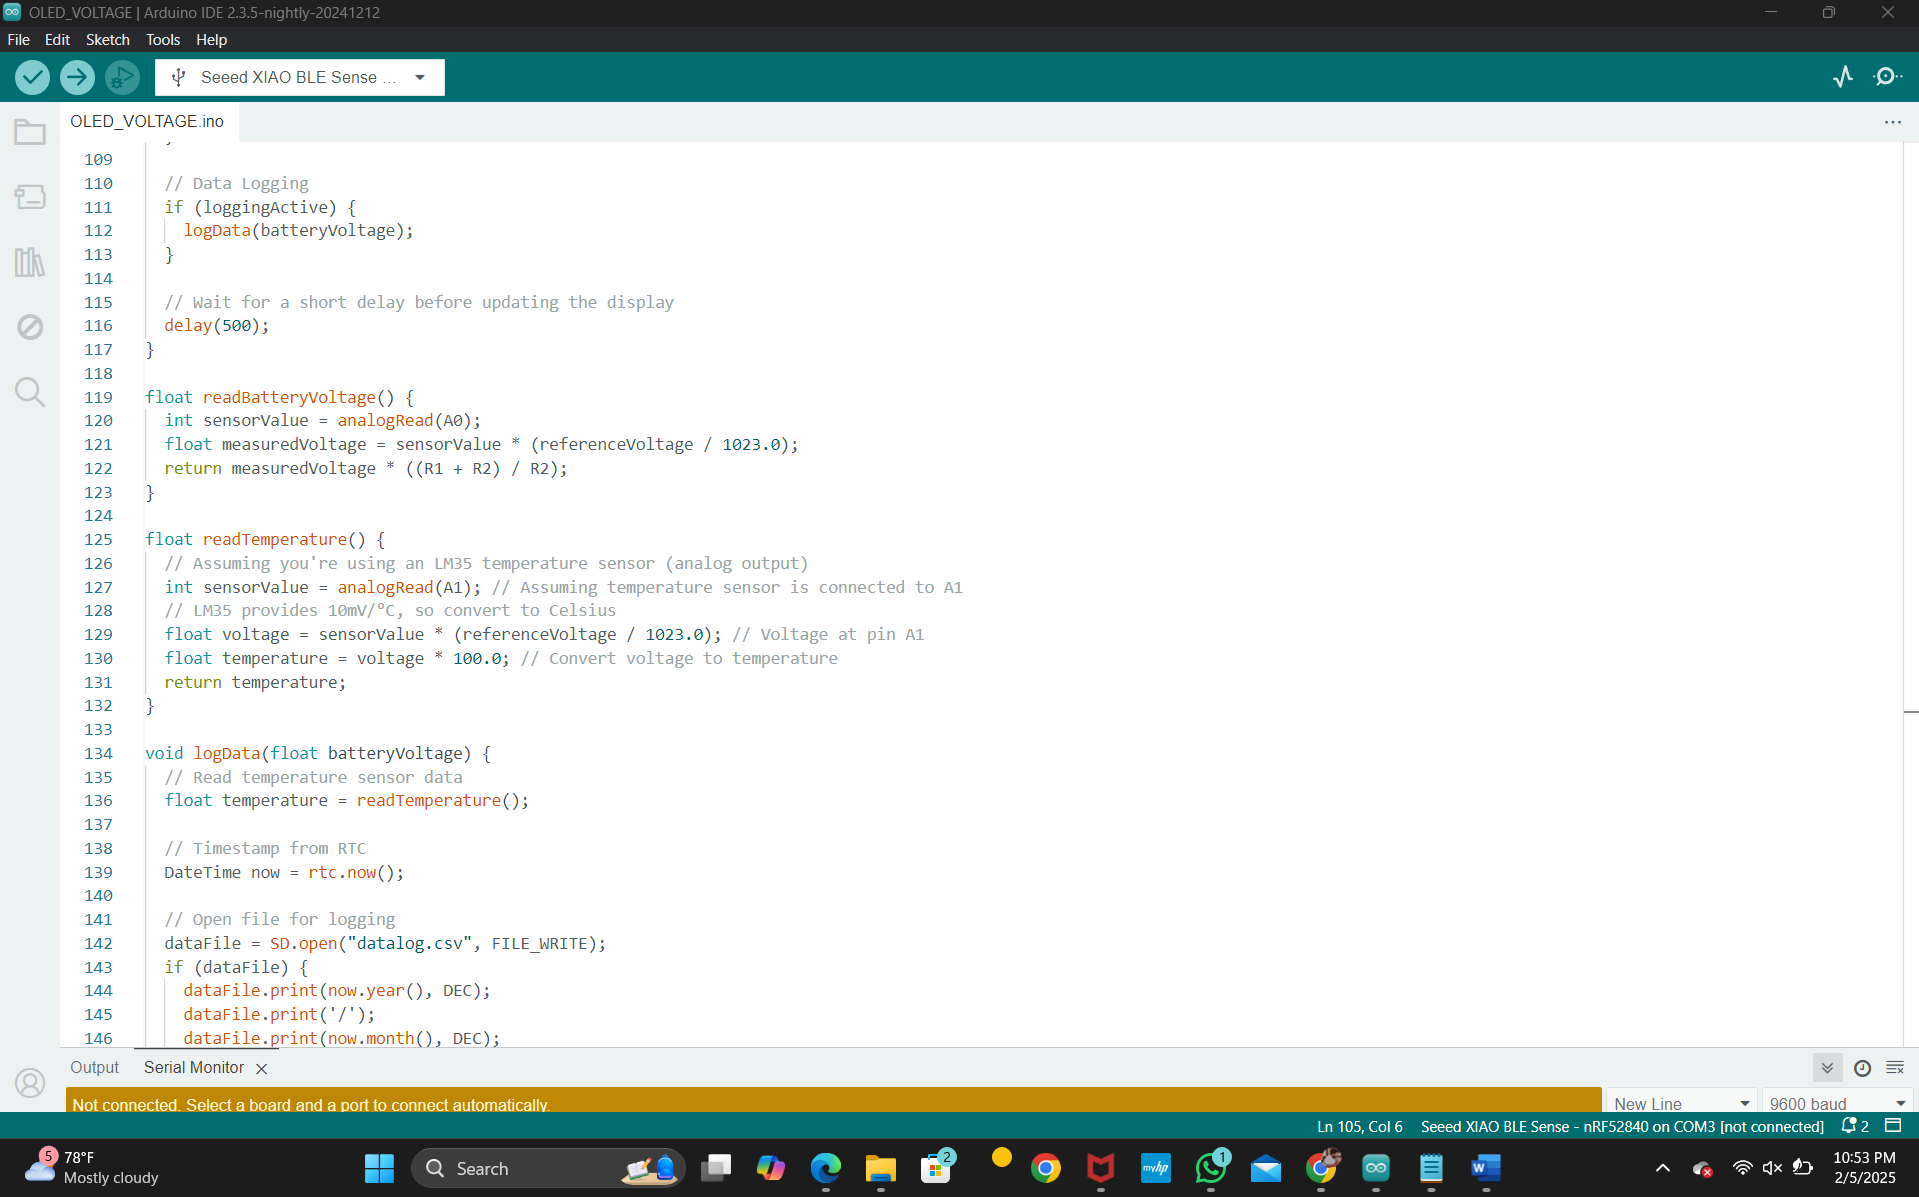 OLED_VOLTAGE | Arduino IDE 2.3.5-nightly-20241212
File Edit Sketch Tools Help
Seeed XIAO BLE Sense ...
OLED_VOLTAGE.ino
109
110 // Data Logging
111 if (loggingActive) {
112 logData(batteryVoltage);
113 }
114
115 // Wait for a short delay before updating the display
116 delay(500);
117 }
118
119 float readBatteryVoltage() {
120 int sensorValue = analogRead(A0);
121 float measuredVoltage = sensorValue * (referenceVoltage / 1023.0);
122 return measuredVoltage * ((R1 + R2) / R2);
123 }
124
125 float readTemperature() {
126 // Assuming you're using an LM35 temperature sensor (analog output)
127 int sensorValue = analogRead(A1); // Assuming temperature sensor is connected to A1
128 // LM35 provides 10mV/°C, so convert to Celsius
129 float voltage = sensorValue * (referenceVoltage / 1023.0); // Voltage at pin A1
130 float temperature = voltage * 100.0; // Convert voltage to temperature
131 return temperature;
132 }
133
134 void logData(float batteryVoltage) {
135 // Read temperature sensor data
136 float temperature = readTemperature();
137
138 // Timestamp from RTC
139 DateTime now = rtc.now();
140
141 // Open file for logging
142 dataFile = SD.open("datalog.csv", FILE_WRITE);
143 if (dataFile) {
144 dataFile.print(now.year(), DEC);
145 dataFile.print('/');
146 dataFile.print(now.month(), DEC);
Output Serial Monitor
Not connected. Select a board and a port to connect automatically.
New Line 9600 baud
Ln 105, Col 6 Seeed XIAO BLE Sense - nRF52840 on COM3 [not connected] 2
5 78°F
Mostly cloudy
Search
2
myhp
1
W
10:53 PM
2/5/2025